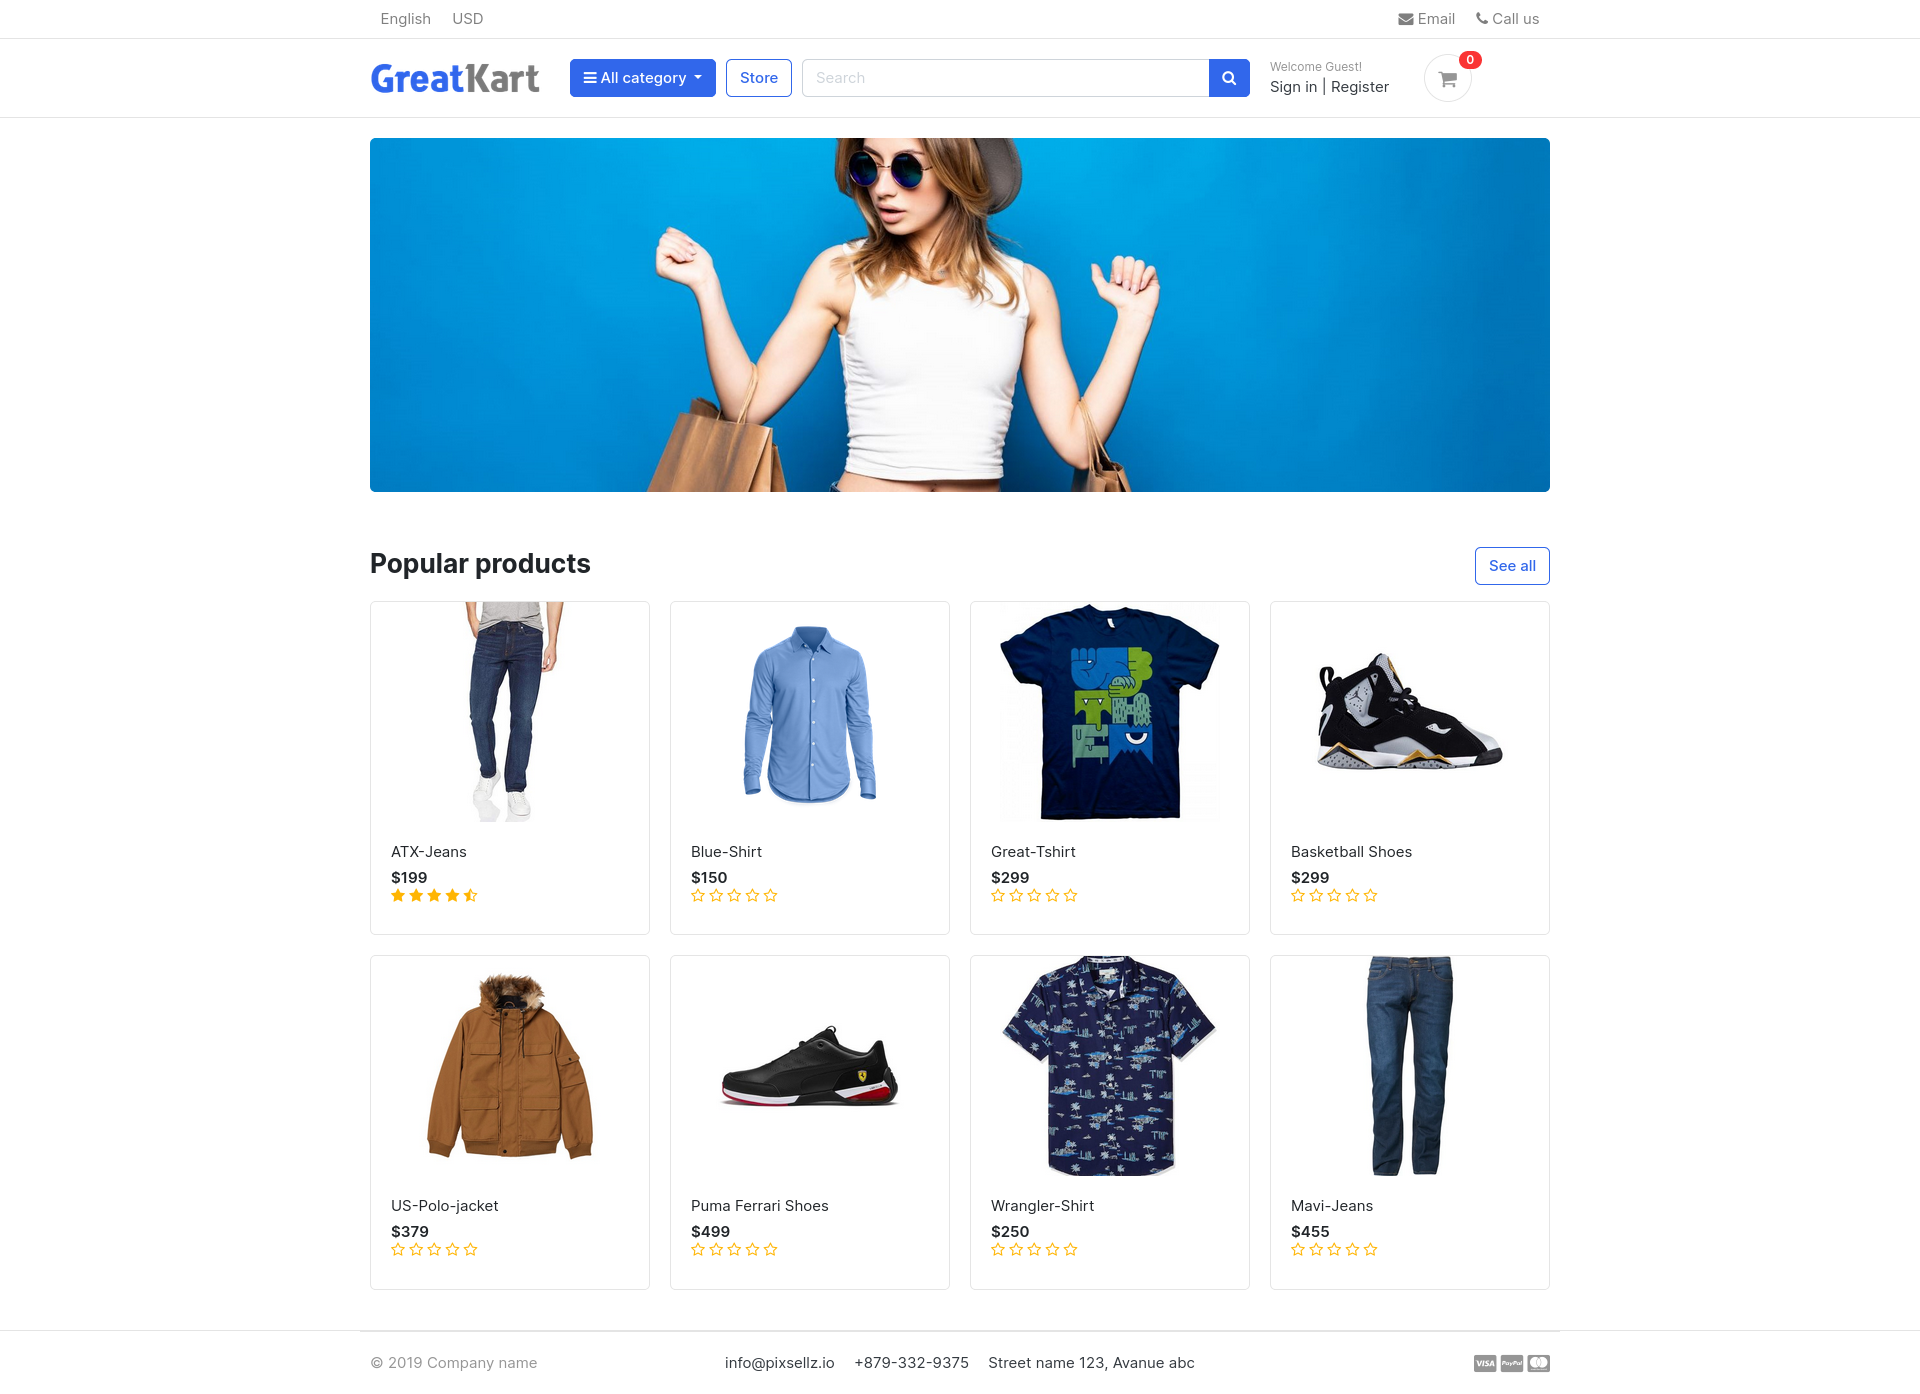 English USD Email Call us
GreatKart All category Store Search Welcome Guest! 0
Sign in | Register
Popular products See all
ATX-Jeans Blue-Shirt Great-Tshirt Basketball Shoes
$199 $150 $299 $299
US-Polo-jacket Puma Ferrari Shoes Wrangler-Shirt Mavi-Jeans
$379 $499 $250 $455
© 2019 Company name info@pixsellz.io +879-332-9375 Street name 123, Avanue abc VISA PayPal